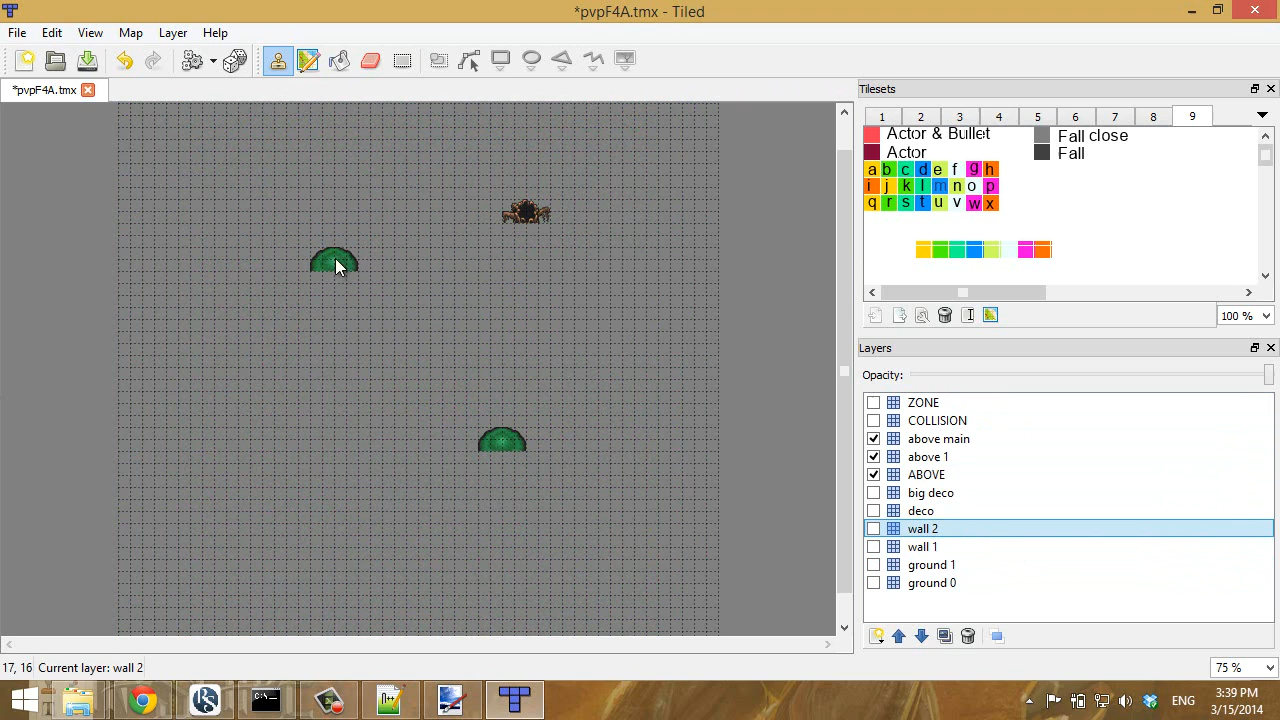 *pvpF4A.tmx - Tiled
File Edit View Map Layer Help
*pvpF4A.tmx
Tilesets
1 2 3 4 5 6 7 8 9
Actor & Bullet Fall close
Actor Fall
a b c d e f g h
i j k l m n o p
q r s t u v w x
100 %
Layers
Opacity:
ZONE
COLLISION
above main
above 1
ABOVE
big deco
deco
wall 2
wall 1
ground 1
ground 0
17, 16 Current layer: wall 2
75 %
ENG
3:39 PM
3/15/2014